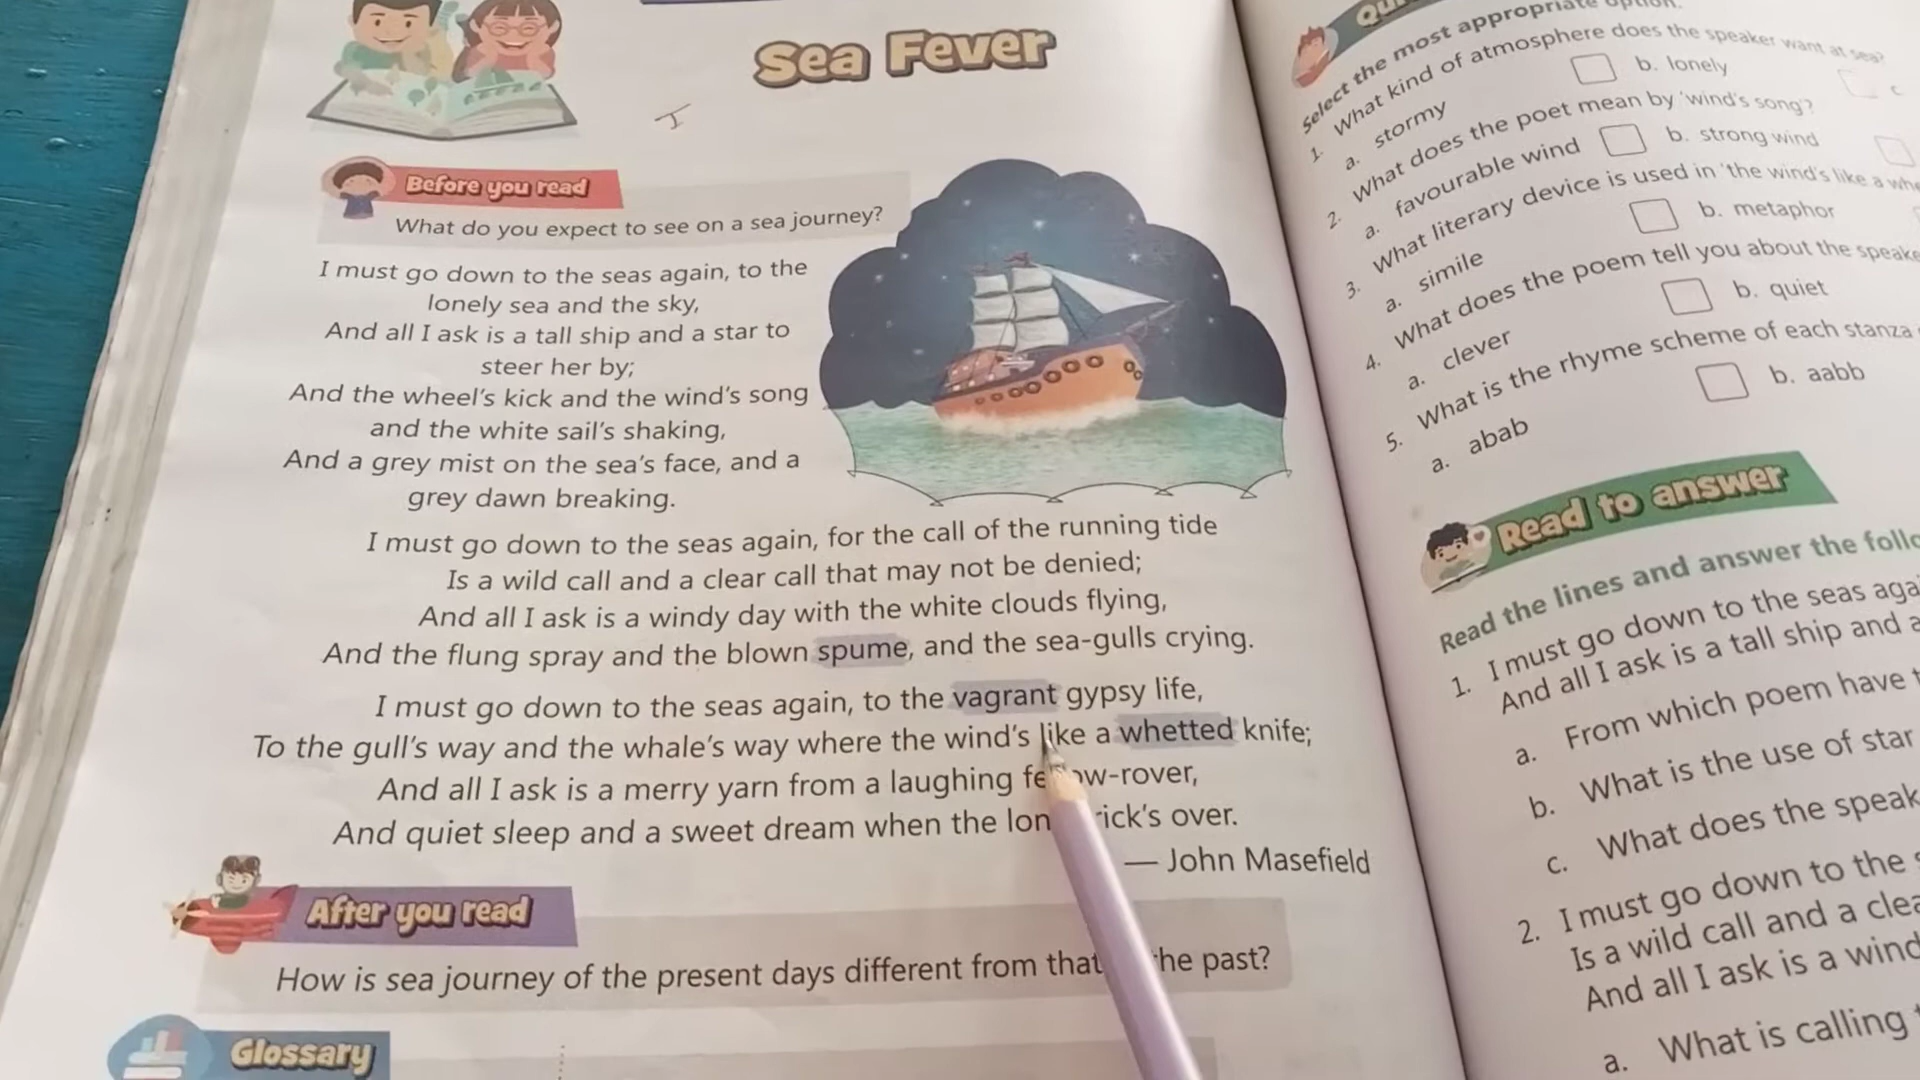 Sea Fever
I
Before you read
What do you expect to see on a sea journey?
I must go down to the seas again, to the
lonely sea and the sky,
And all I ask is a tall ship and a star to
steer her by;
And the wheel's kick and the wind's song
and the white sail's shaking,
And a grey mist on the sea's face, and a
grey dawn breaking.
I must go down to the seas again, for the call of the running tide
Is a wild call and a clear call that may not be denied;
And all I ask is a windy day with the white clouds flying,
And the flung spray and the blown spume, and the sea-gulls crying.
I must go down to the seas again, to the vagrant gypsy life,
To the gull's way and the whale's way where the wind's like a whetted knife;
And all I ask is a merry yarn from a laughing
And quiet sleep and a sweet dream when the over.
— John Masefield
After you read
How is sea journey of the present days different from that the past?
Glossary
Select the most appropriate option.
1. What kind of atmosphere does the speaker want at sea?
a. stormy b. lonely c
2. What does the poet mean by 'wind's song'?
a. favourable wind b. strong wind
3. What literary device is used in 'the wind's like a
a. simile b. metaphor
4. What does the poem tell you about the
a. clever b. quiet
5. What is the rhyme scheme of each stanza
a. abab b. aabb
Read to answer
Read the lines and answer the
1. I must go down to the seas
And all I ask is a tall ship and a
a. From which poem have
b. What is the use of star
c. What does the
2. I must go down to the
Is a wild call and a
And all I ask is a
a. What is calling